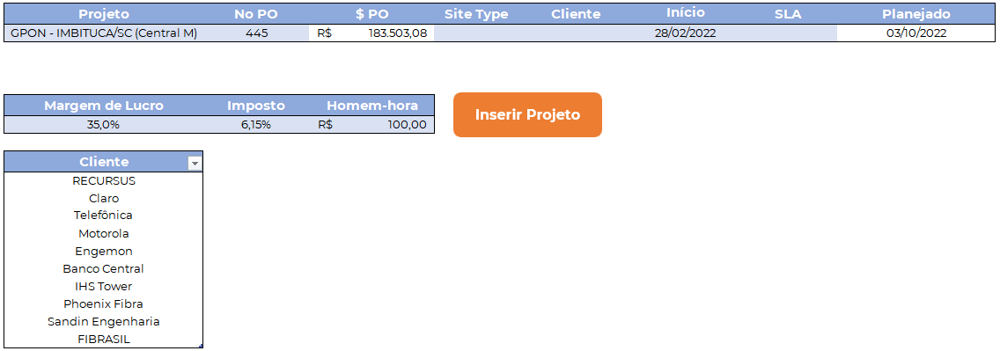 Projeto No PO $ PO Site Type Cliente Início SLA Planejado
GPON - IMBITUCA/SC (Central M) 445 R$ 183.503,08 28/02/2022 03/10/2022
Margem de Lucro Imposto Homem-hora
35,0% 6,15% R$ 100,00
Inserir Projeto
Cliente
RECURSUS
Claro
Telefônica
Motorola
Engemon
Banco Central
IHS Tower
Phoenix Fibra
Sandin Engenharia
FIBRASIL